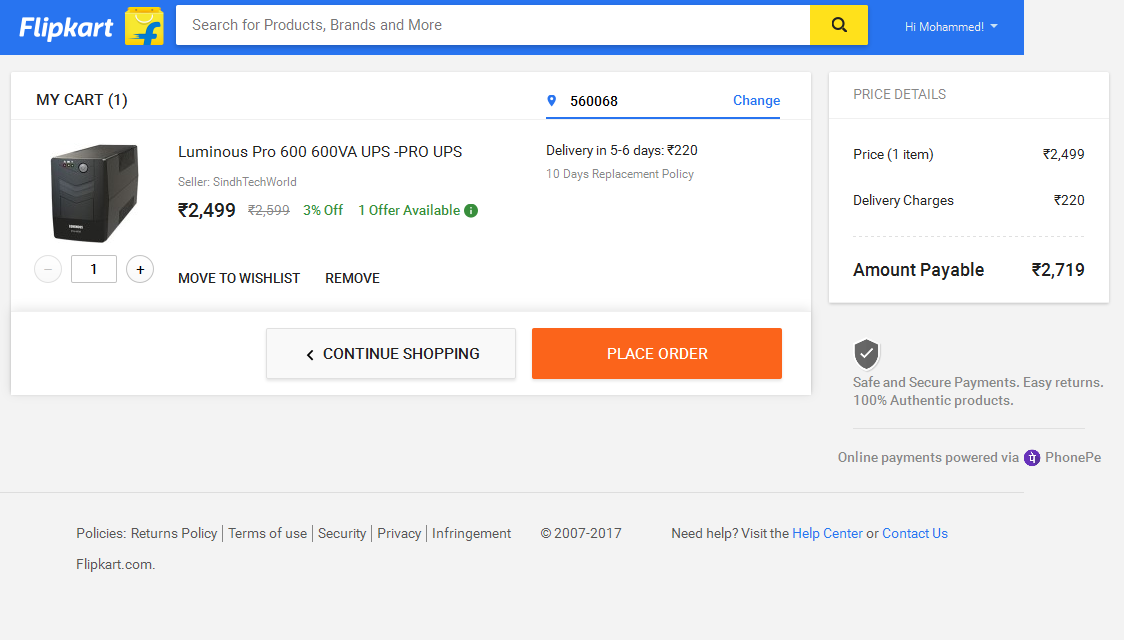 Flipkart
Search for Products, Brands and More
Hi Mohammed!
MY CART (1)
560068
Change
Luminous Pro 600 600VA UPS -PRO UPS
Seller: SindhTechWorld
₹2,499 ₹2,599 3% Off 1 Offer Available
Delivery in 5-6 days: ₹220
10 Days Replacement Policy
− 1 +
MOVE TO WISHLIST REMOVE
CONTINUE SHOPPING
PLACE ORDER
PRICE DETAILS
Price (1 item) ₹2,499
Delivery Charges ₹220
Amount Payable ₹2,719
Safe and Secure Payments. Easy returns.
100% Authentic products.
Online payments powered via PhonePe
Policies: Returns Policy | Terms of use | Security | Privacy | Infringement © 2007-2017 Need help? Visit the Help Center or Contact Us
Flipkart.com.